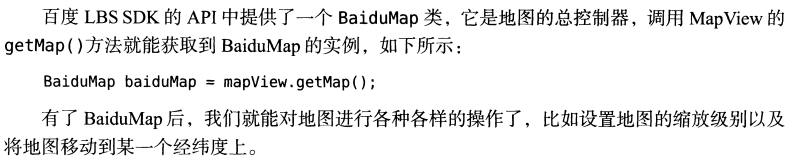 百度 LBS SDK 的 API 中提供了一个 BaiduMap 类，它是地图的总控制器，调用 MapView 的
getMap()方法就能获取到 BaiduMap 的实例，如下所示：
BaiduMap baiduMap = mapView.getMap();
有了 BaiduMap 后，我们就能对地图进行各种各样的操作了，比如设置地图的缩放级别以及
将地图移动到某一个经纬度上。